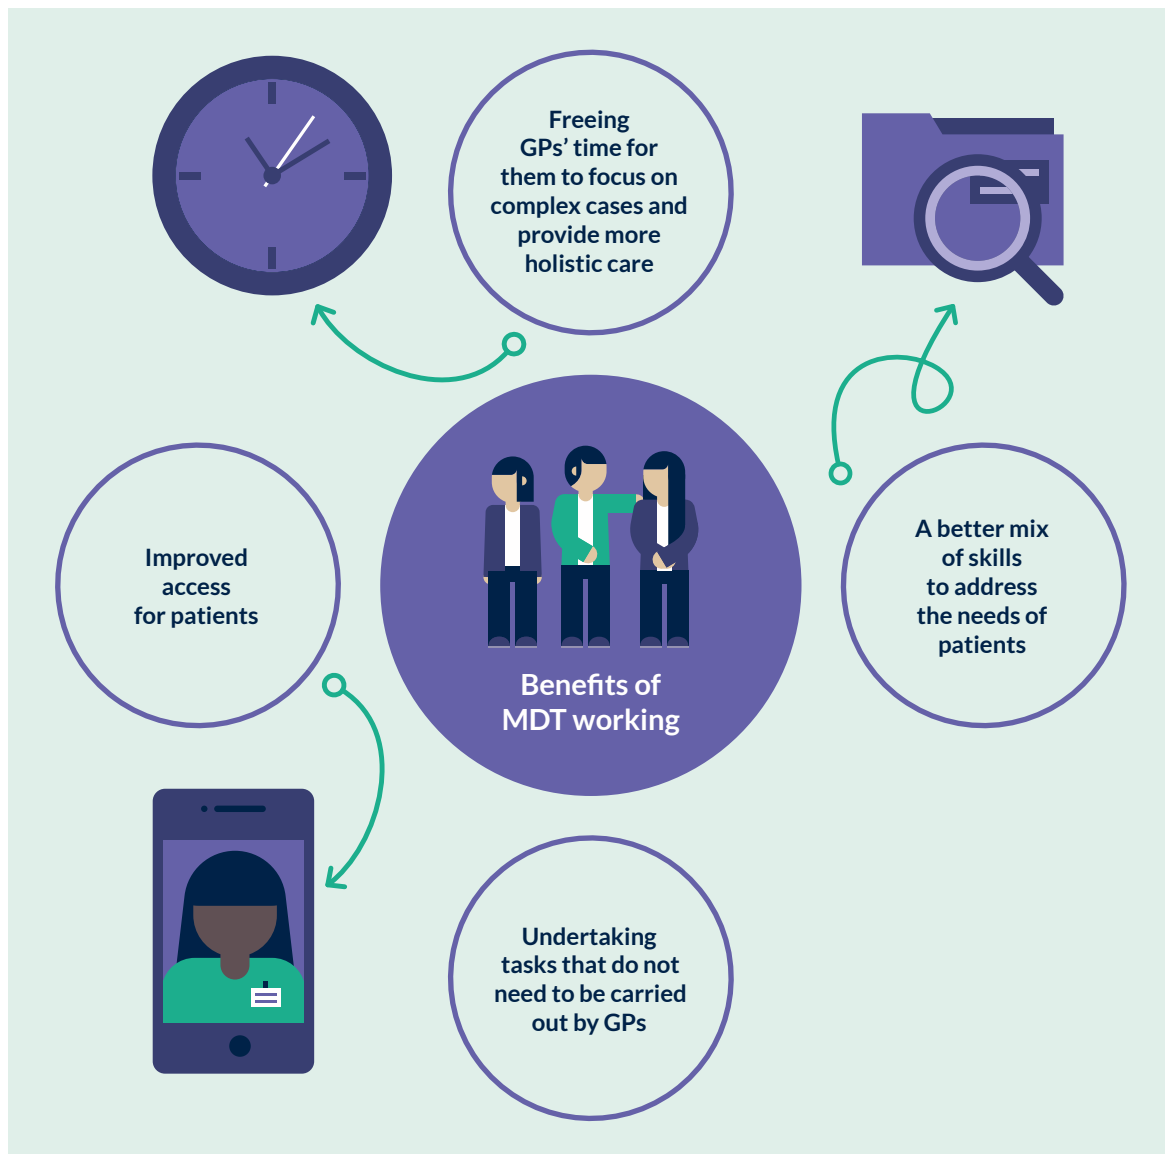 Freeing
GPs’ time for
them to focus on
complex cases and
provide more
holistic care
Improved
access
for patients
A better mix
of skills
to address
the needs of
patients
Benefits of
MDT working
Undertaking
tasks that do not
need to be carried
out by GPs